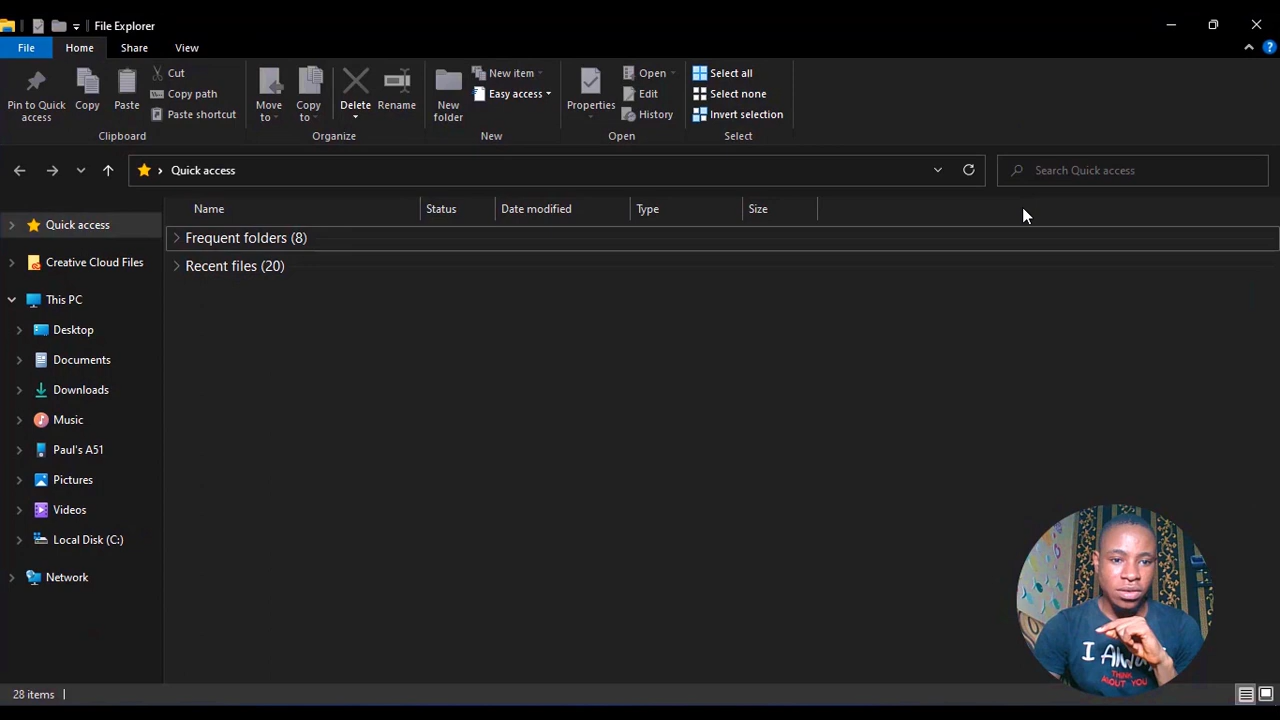 File Explorer
File Home Share View
Pin to Quick access
Copy
Paste
Cut
Copy path
Paste shortcut
Clipboard
Move to
Copy to
Delete
Rename
Organize
New folder
New item
Easy access
New
Properties
Open
Edit
History
Open
Select all
Select none
Invert selection
Select
Quick access
Search Quick access
Name Status Date modified Type Size
Frequent folders (8)
Recent files (20)
Quick access
Creative Cloud Files
This PC
Desktop
Documents
Downloads
Music
Paul's A51
Pictures
Videos
Local Disk (C:)
Network
I Always
THINK
ABOUT YOU
28 items